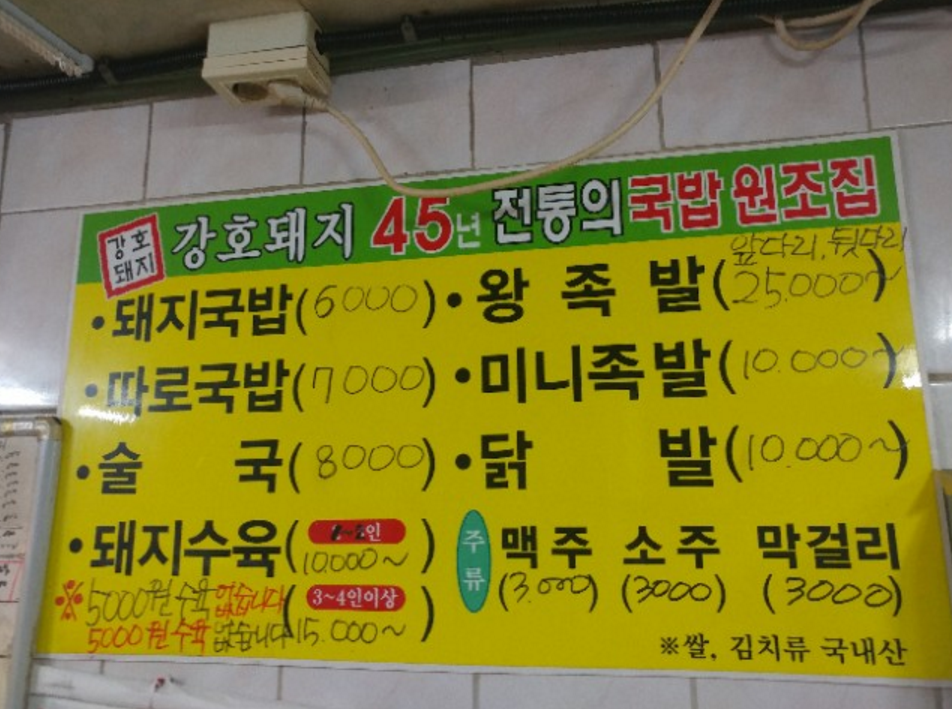 강호돼지 강호돼지 45년 전통의 국밥 원조집
• 돼지국밥(6000)
• 따로국밥(7000)
• 술 국(8000)
• 돼지수육(10,000~)
3~4인이상
15.000~)
※ 5000원 수육 없습니다
5000원 수육 없습니다
앞다리, 뒷다리
• 왕 족 발(25.000~)
• 미니족발(10.000~)
• 닭 발(10.000~)
주류 맥주 소주 막걸리
(3.000) (3000) (3000)
※쌀, 김치류 국내산